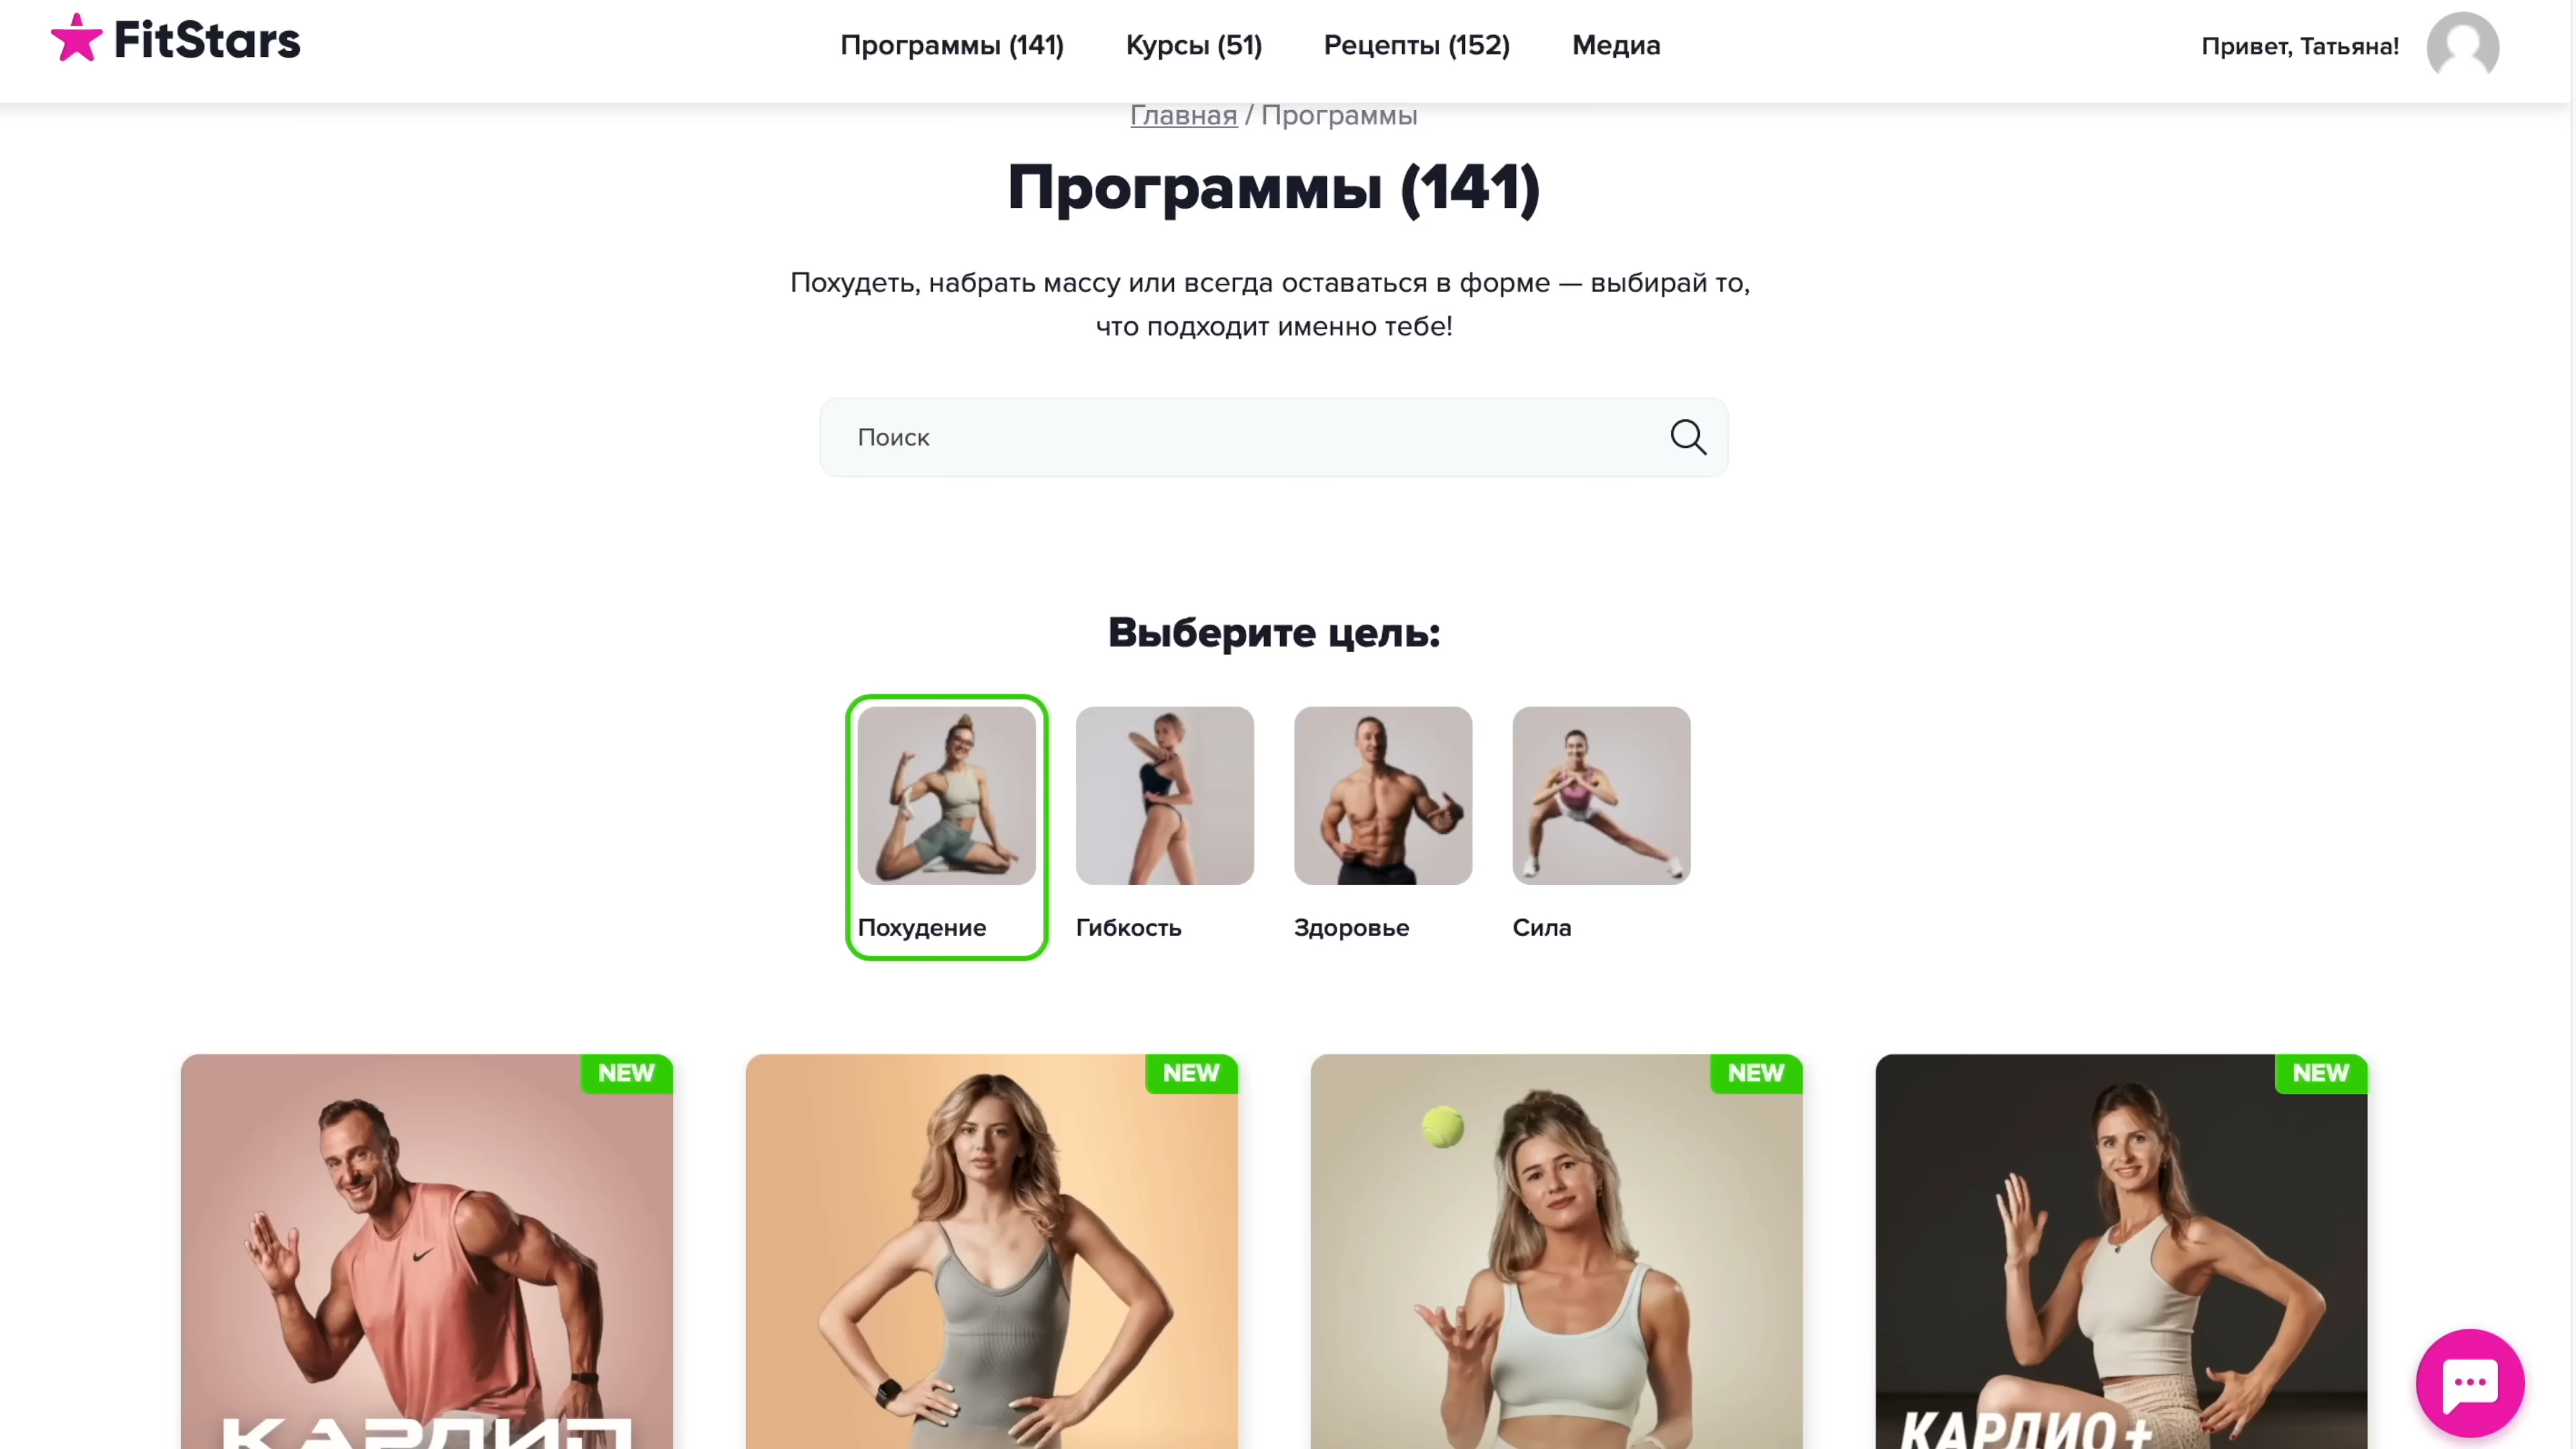 FitStars
Программы (141)
Курсы (51)
Рецепты (152)
Медиа
Привет, Татьяна!
Главная / Программы
Программы (141)
Похудеть, набрать массу или всегда оставаться в форме — выбирай то,
что подходит именно тебе!
Поиск
Выберите цель:
Похудение
Гибкость
Здоровье
Сила
NEW
NEW
NEW
NEW
КАРДИО+